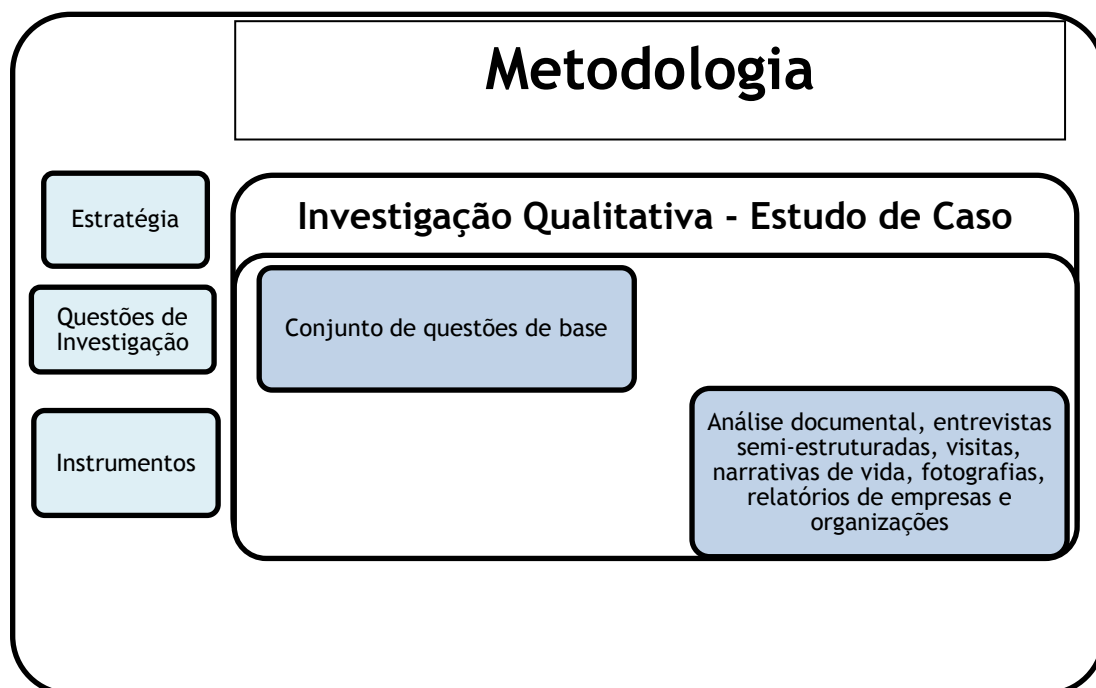 Metodologia
Estratégia
Investigação Qualitativa - Estudo de Caso
Questões de
Investigação
Conjunto de questões de base
Instrumentos
Análise documental, entrevistas
semi-estruturadas, visitas,
narrativas de vida, fotografias,
relatórios de empresas e
organizações